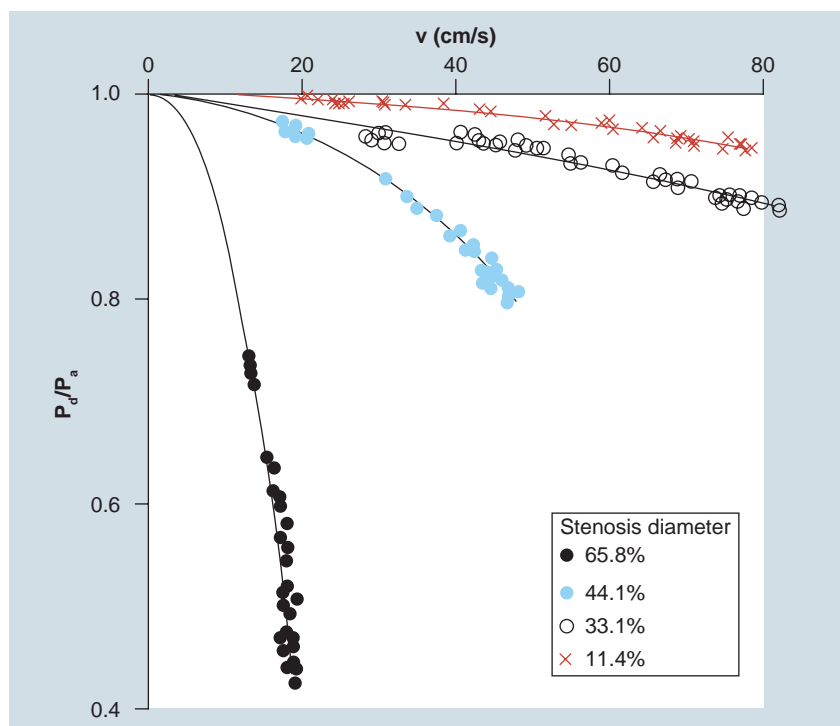 v (cm/s)
0 20 40 60 80
1.0
0.8
0.6
0.4
Pd/Pa
Stenosis diameter
65.8%
44.1%
33.1%
11.4%